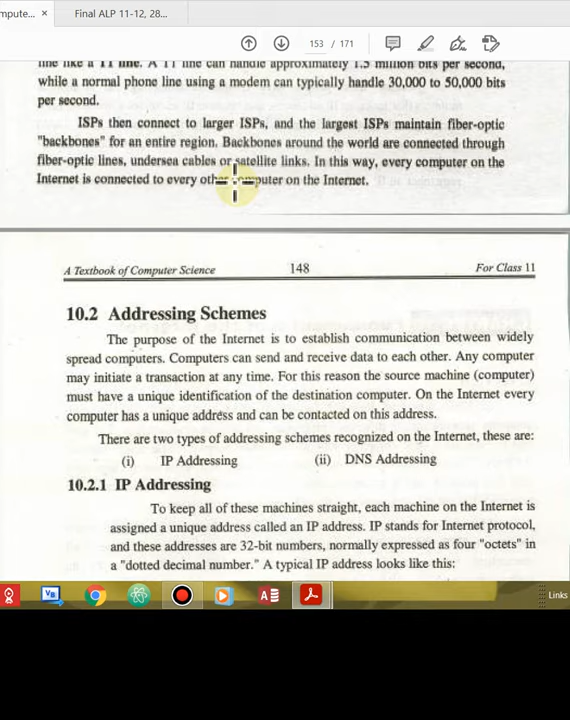 mpute... ×
Final ALP 11-12, 28...
153 / 171
line like a T1 line. A T1 line can handle approximately 1.5 million bits per second,
while a normal phone line using a modem can typically handle 30,000 to 50,000 bits
per second.
ISPs then connect to larger ISPs, and the largest ISPs maintain fiber-optic
"backbones" for an entire region. Backbones around the world are connected through
fiber-optic lines, undersea cables or satellite links. In this way, every computer on the
Internet is connected to every other computer on the Internet.
A Textbook of Computer Science 148 For Class 11
10.2 Addressing Schemes
The purpose of the Internet is to establish communication between widely
spread computers. Computers can send and receive data to each other. Any computer
may initiate a transaction at any time. For this reason the source machine (computer)
must have a unique identification of the destination computer. On the Internet every
computer has a unique address and can be contacted on this address.
There are two types of addressing schemes recognized on the Internet, these are:
(i) IP Addressing (ii) DNS Addressing
10.2.1 IP Addressing
To keep all of these machines straight, each machine on the Internet is
assigned a unique address called an IP address. IP stands for Internet protocol,
and these addresses are 32-bit numbers, normally expressed as four "octets" in
a "dotted decimal number." A typical IP address looks like this:
VB
A
Links